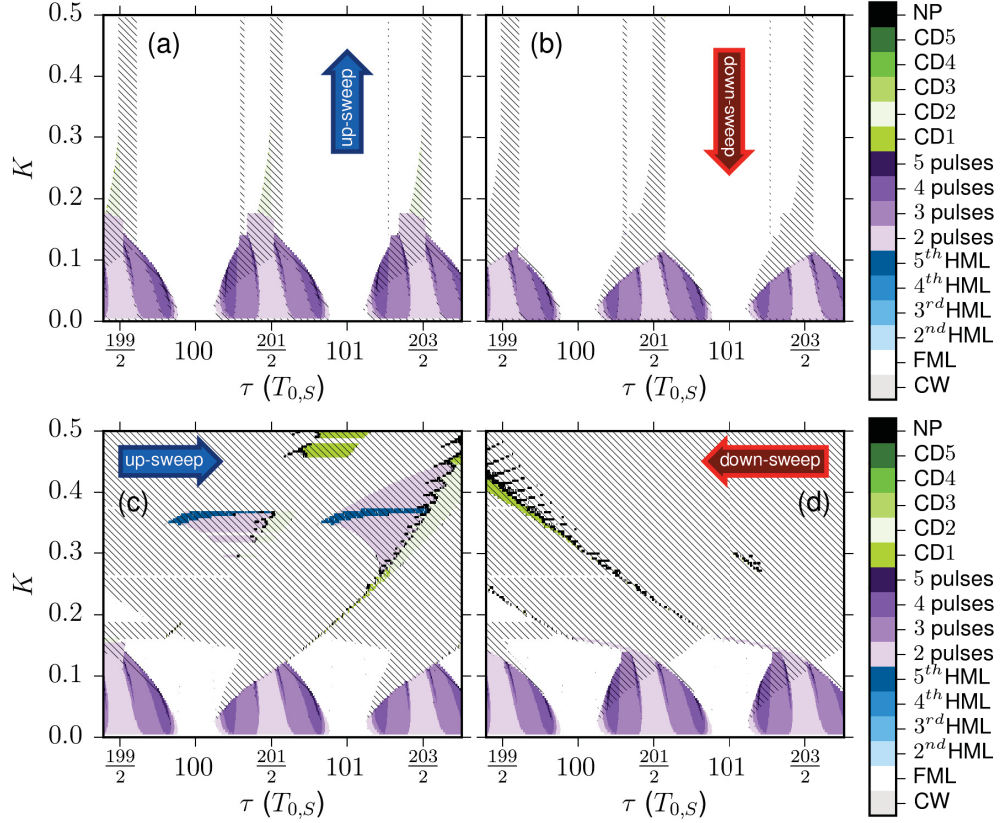 0.5
0.4
0.3
0.2
0.1
0.0
K
(a)
up-sweep
199/2
100
201/2
101
203/2
τ (T0,S)
(b)
down-sweep
199/2
100
201/2
101
203/2
τ (T0,S)
NP
CD5
CD4
CD3
CD2
CD1
5 pulses
4 pulses
3 pulses
2 pulses
5th HML
4th HML
3rd HML
2nd HML
FML
CW
0.5
0.4
0.3
0.2
0.1
0.0
K
up-sweep
(c)
199/2
100
201/2
101
203/2
τ (T0,S)
down-sweep
(d)
199/2
100
201/2
101
203/2
τ (T0,S)
NP
CD5
CD4
CD3
CD2
CD1
5 pulses
4 pulses
3 pulses
2 pulses
5th HML
4th HML
3rd HML
2nd HML
FML
CW